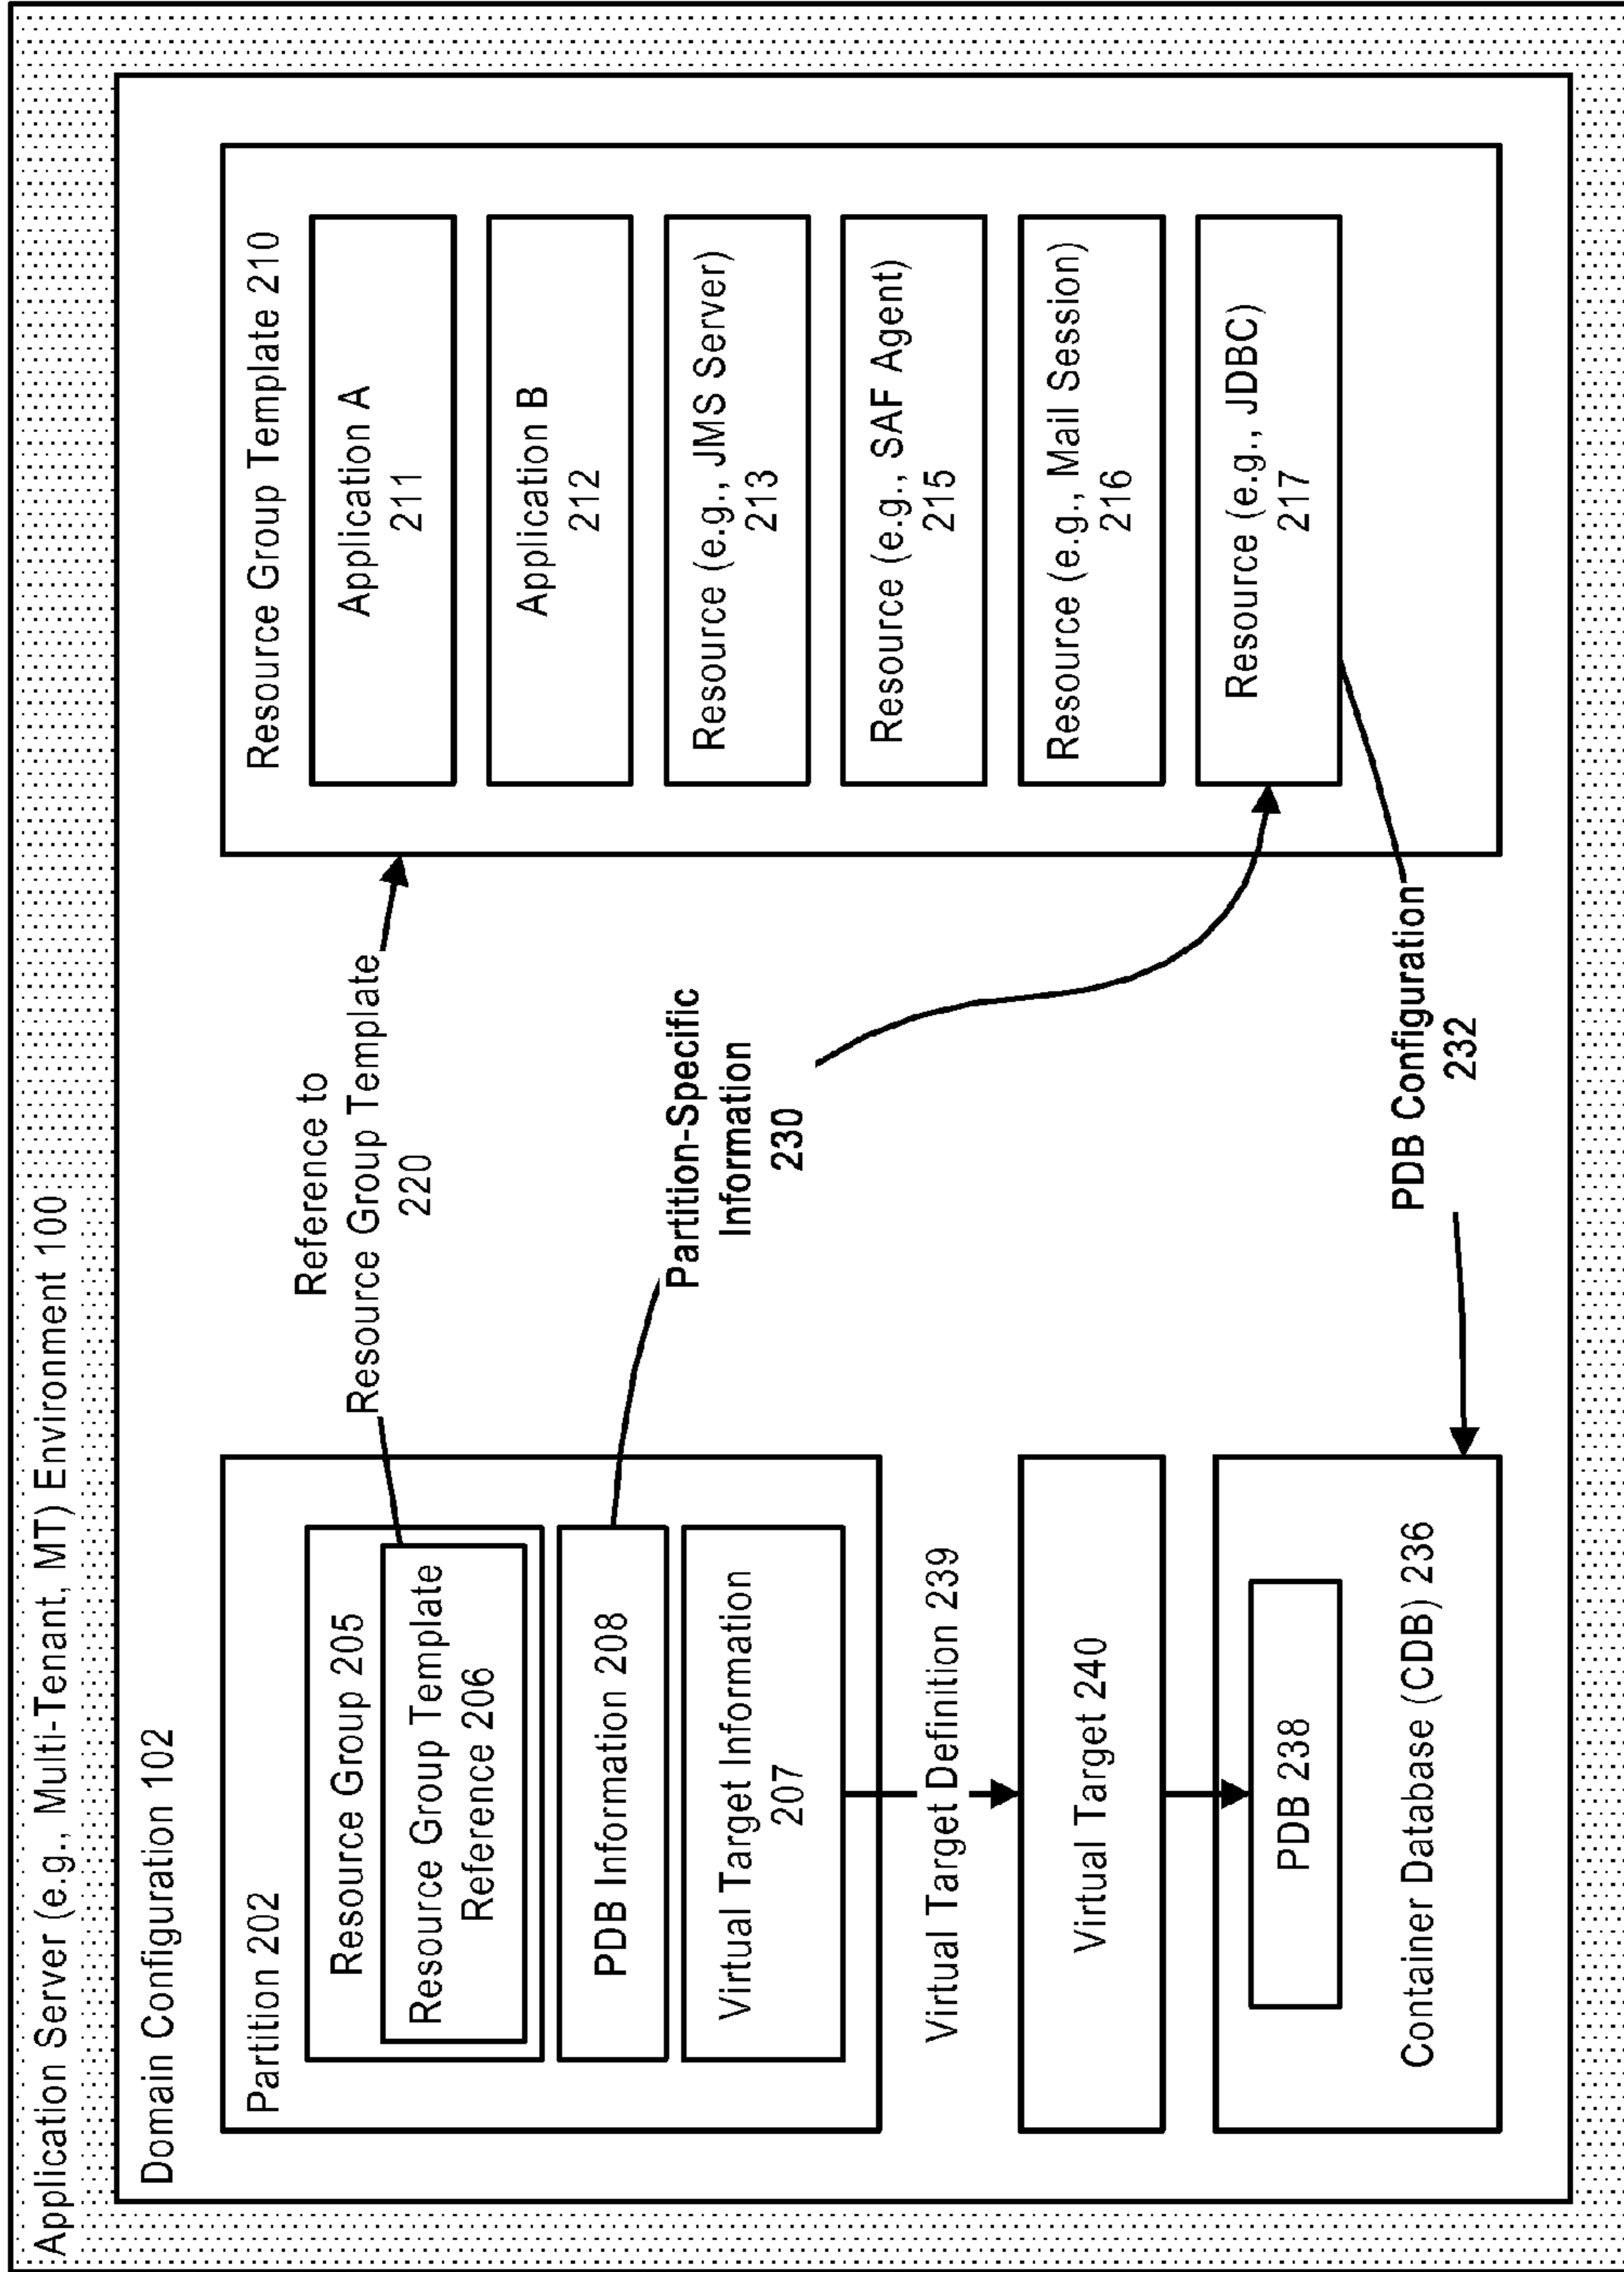 Application Server (e.g., Multi-Tenant, MT) Environment 100
Domain Configuration 102
Partition 202
Resource Group 205
Resource Group Template
Reference 206
PDB Information 208
Virtual Target Information
207
Virtual Target Definition 239
Virtual Target 240
PDB 238
Container Database (CDB) 236
Reference to
Resource Group Template
220
Partition-Specific
Information
230
PDB Configuration
232
Resource Group Template 210
Application A
211
Application B
212
Resource (e.g., JMS Server)
213
Resource (e.g., SAF Agent)
215
Resource (e.g., Mail Session)
216
Resource (e.g., JDBC)
217